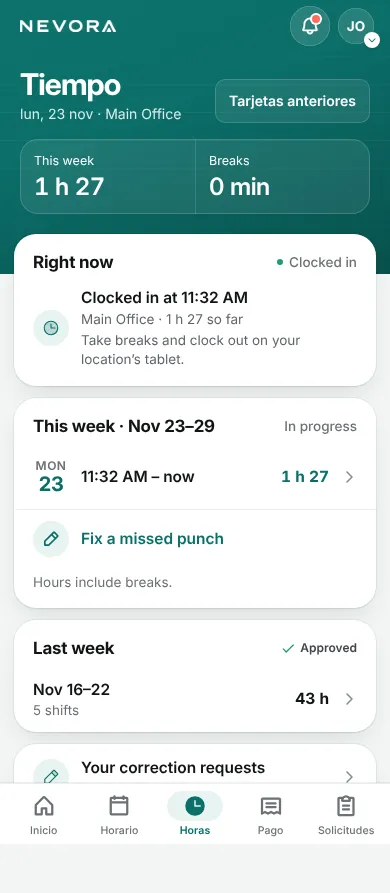 NEVORA
JO
Tiempo
lun, 23 nov · Main Office
Tarjetas anteriores
This week
1 h 27
Breaks
0 min
Right now
Clocked in
Clocked in at 11:32 AM
Main Office · 1 h 27 so far
Take breaks and clock out on your
location’s tablet.
This week · Nov 23–29
In progress
MON
23
11:32 AM – now
1 h 27
Fix a missed punch
Hours include breaks.
Last week
Approved
Nov 16–22
5 shifts
43 h
Your correction requests
Inicio
Horario
Horas
Pago
Solicitudes